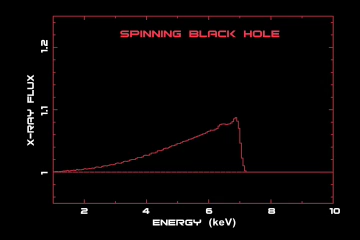 SPINNING BLACK HOLE
1.2
1.1
1
X-RAY FLUX
2 4 6 8 10
ENERGY (keV)